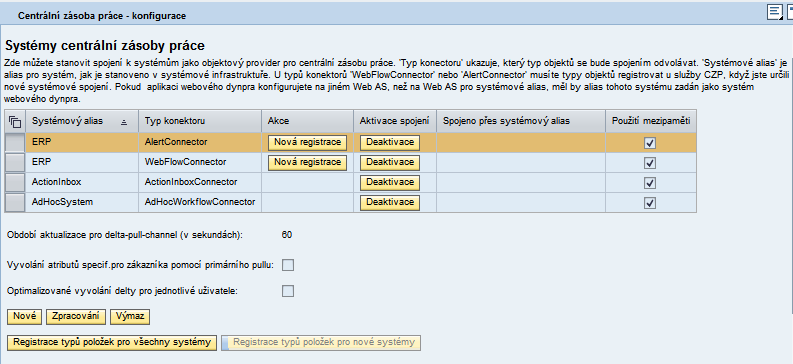 Centrální zásoba práce - konfigurace
Systémy centrální zásoby práce
Zde můžete stanovit spojení k systémům jako objektový provider pro centrální zásobu práce. 'Typ konectoru' ukazuje, který typ objektů se bude spojením odvolávat. 'Systémové alias' je
alias pro systém, jak je stanoveno v systémové infrastruktuře. U typů konektorů 'WebFlowConnector' nebo 'AlertConnector' musíte typy objektů registrovat u služby CZP, když jste určili
nové systémové spojení. Pokud aplikaci webového dynpra konfigurujete na jiném Web AS, než na Web AS pro systémové alias, měl by alias tohoto systému zadán jako systém
webového dynpra.
Systémový alias Typ konektoru Akce Aktivace spojení Spojeno přes systémový alias Použití mezipaměti
ERP AlertConnector Nová registrace Deaktivace
ERP WebFlowConnector Nová registrace Deaktivace
ActionInbox ActionInboxConnector Deaktivace
AdHocSystem AdHocWorkflowConnector Deaktivace
Období aktualizace pro delta-pull-channel (v sekundách): 60
Vyvolání atributů specif.pro zákazníka pomocí primárního pullu:
Optimalizované vyvolání delty pro jednotlivé uživatele:
Nové Zpracování Výmaz
Registrace typů položek pro všechny systémy Registrace typů položek pro nové systémy